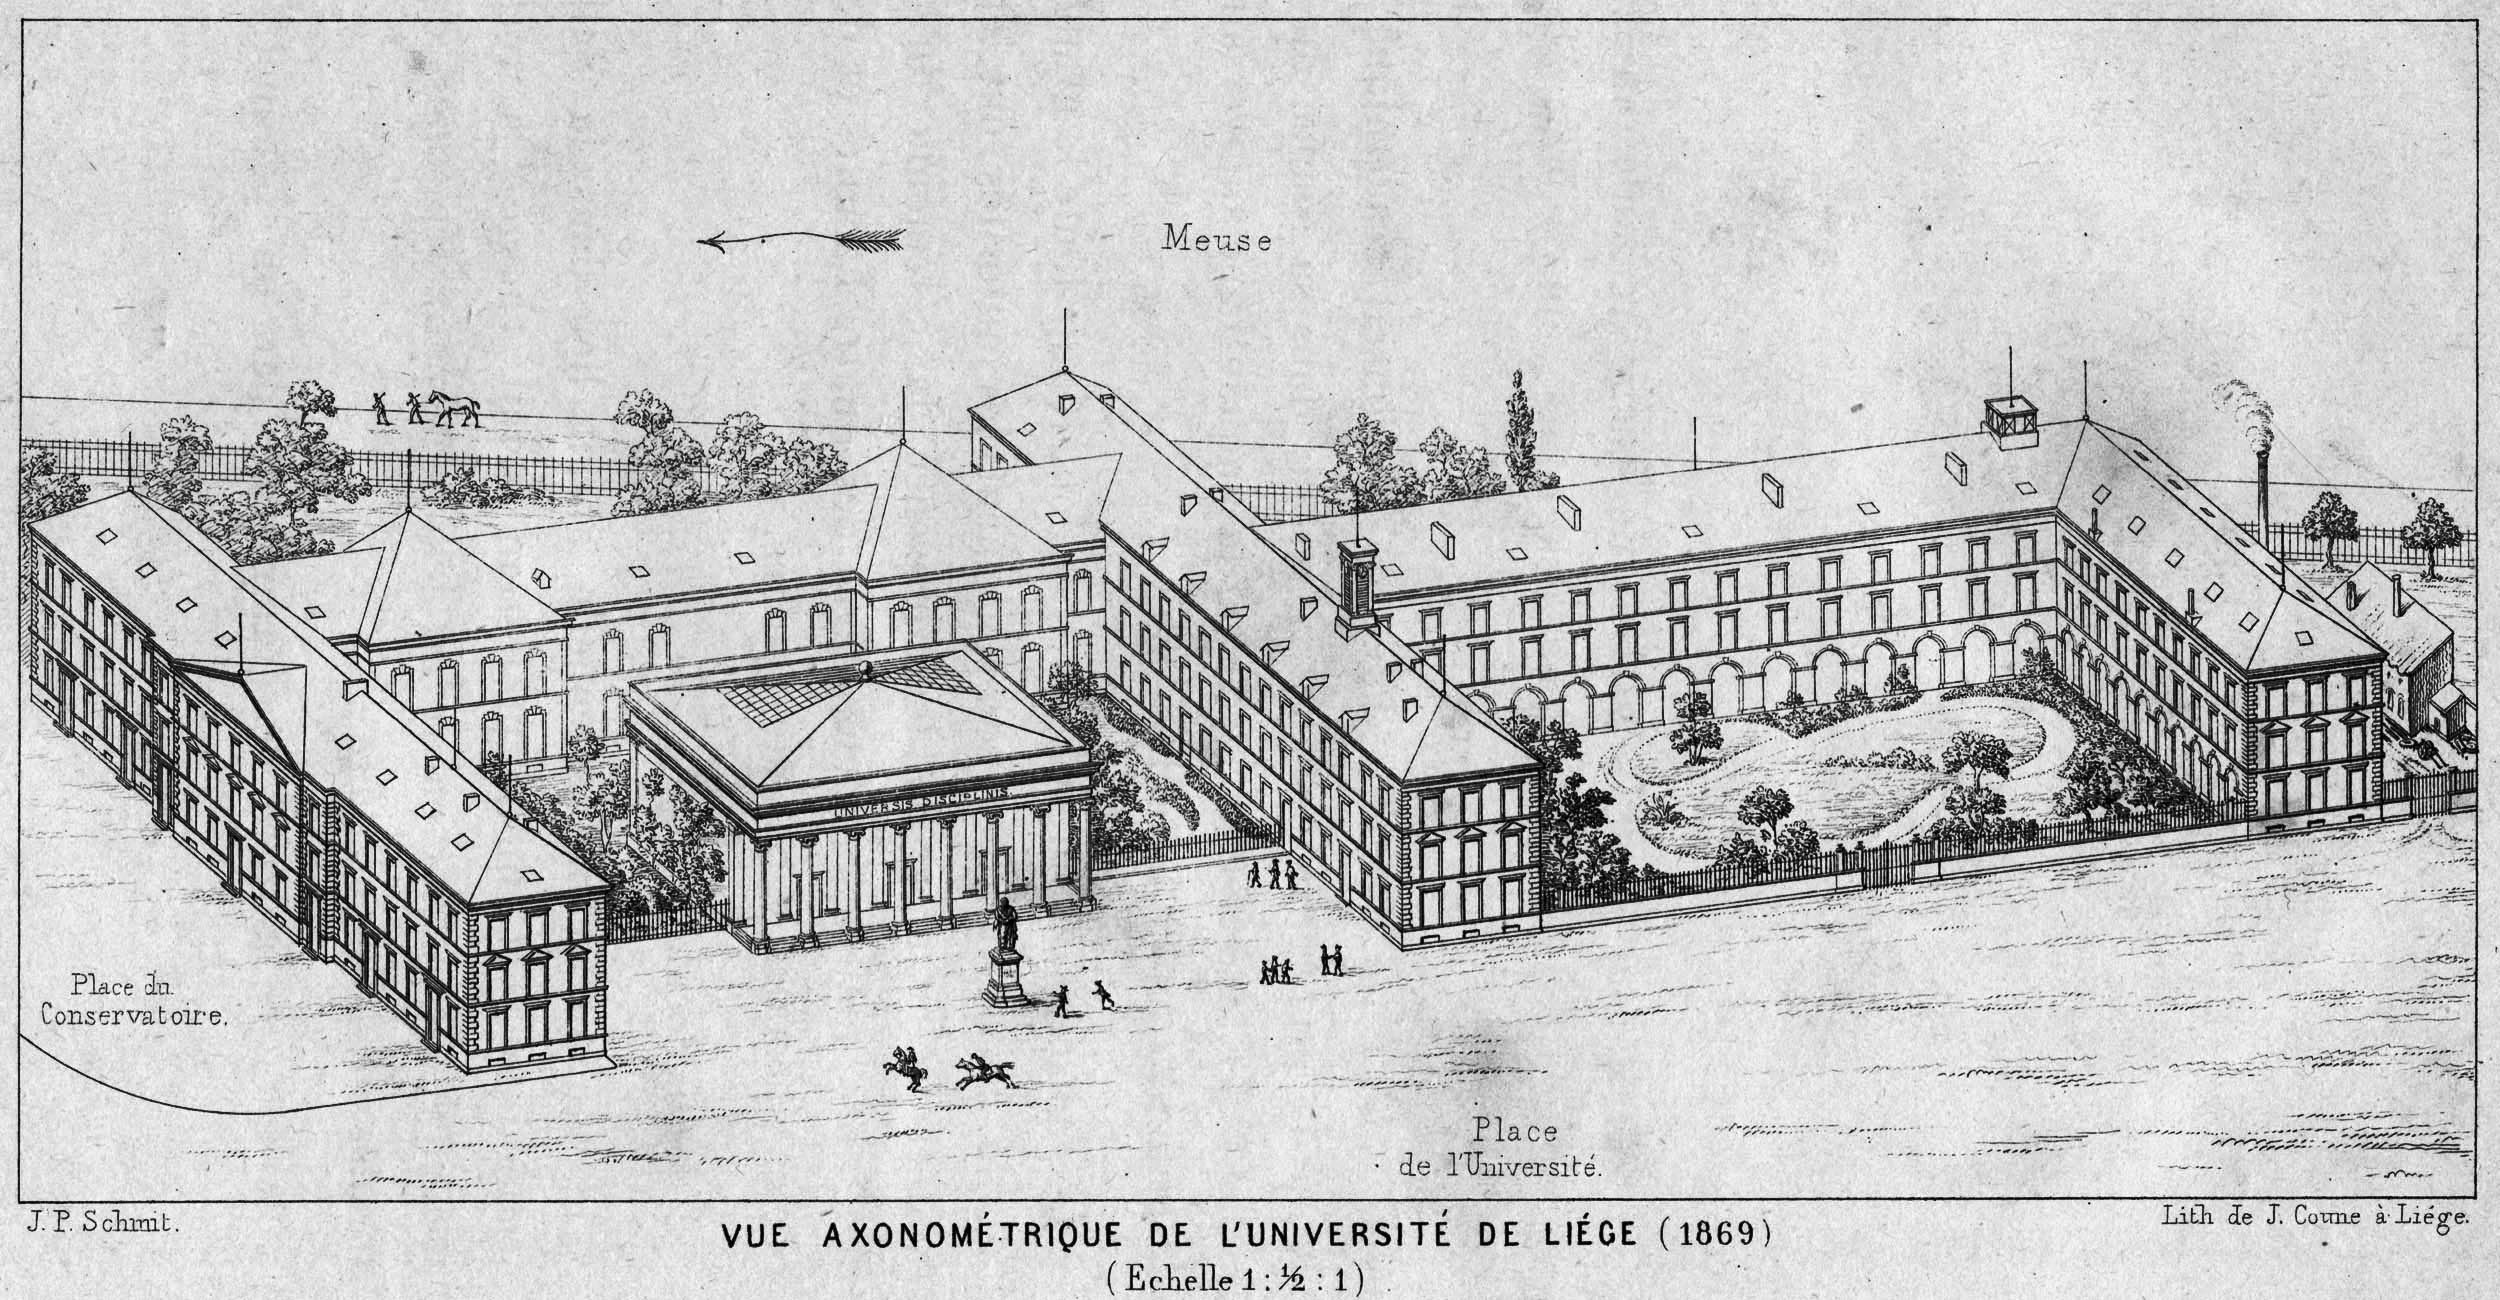 Meuse
UNIVERSIS DISCIPLINIS.
Place du
Conservatoire.
Place
de l'Université.
J. P. Schmit.
Lith de J. Coune à Liége.
VUE AXONOMÉTRIQUE DE L'UNIVERSITÉ DE LIÉGE (1869)
(Echelle 1 : ½ : 1)